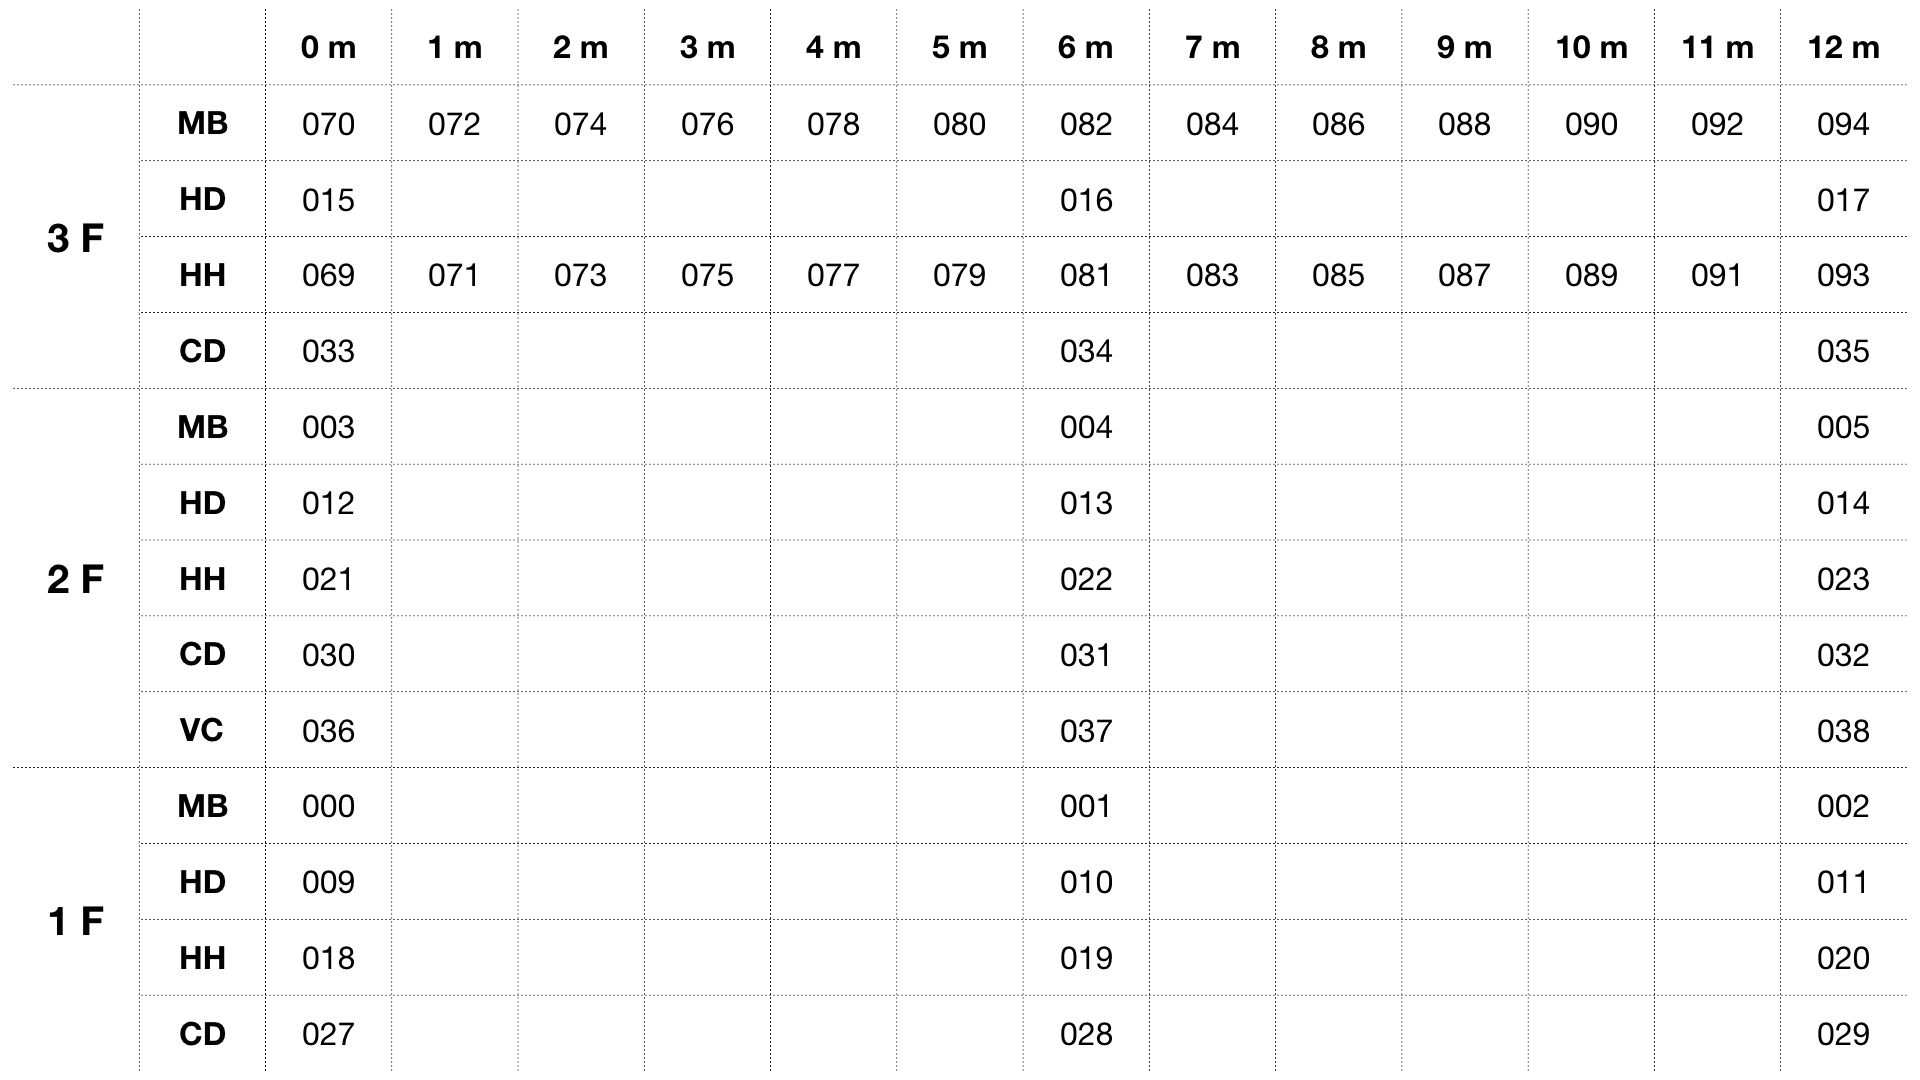 0 m 1 m 2 m 3 m 4 m 5 m 6 m 7 m 8 m 9 m 10 m 11 m 12 m
3 F
MB 070 072 074 076 078 080 082 084 086 088 090 092 094
HD 015 016 017
HH 069 071 073 075 077 079 081 083 085 087 089 091 093
CD 033 034 035
2 F
MB 003 004 005
HD 012 013 014
HH 021 022 023
CD 030 031 032
VC 036 037 038
1 F
MB 000 001 002
HD 009 010 011
HH 018 019 020
CD 027 028 029